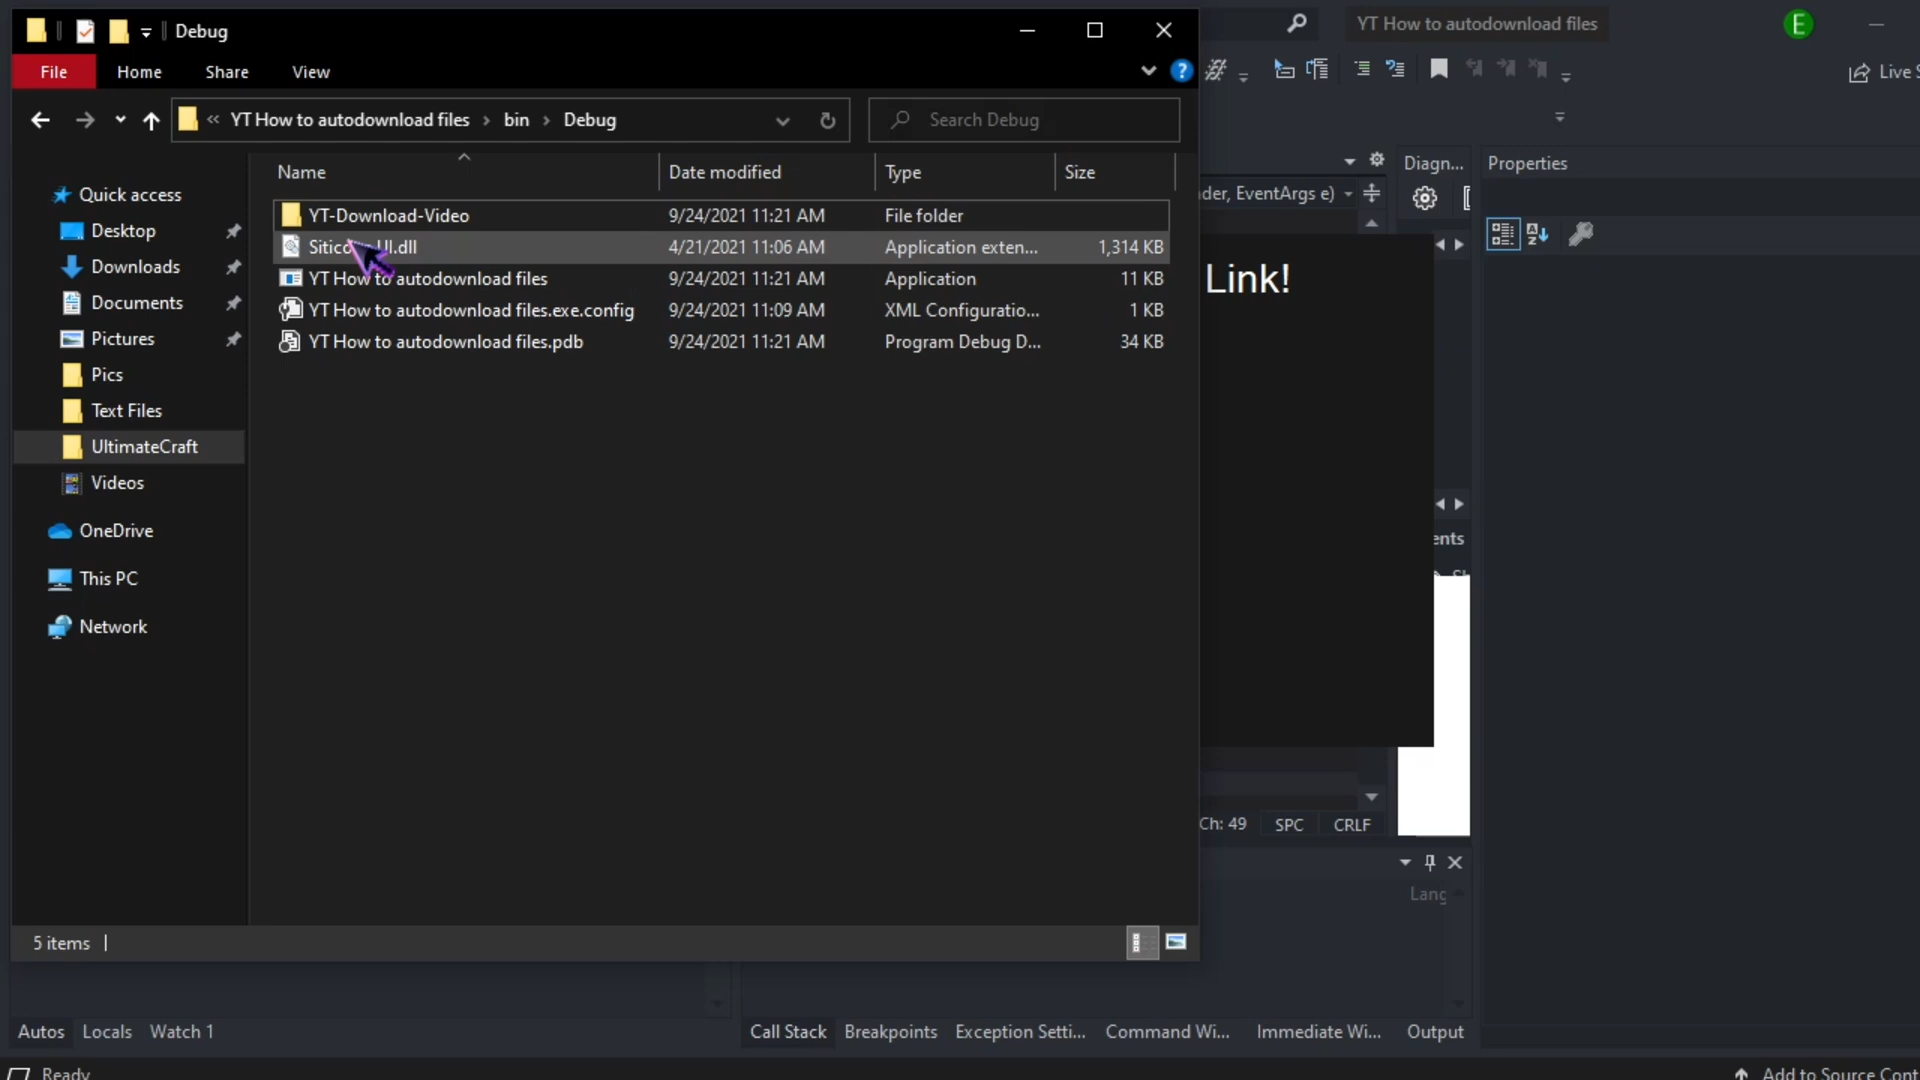 Debug
YT How to autodownload files
E
File
Home
Share
View
Live
YT How to autodownload files
bin
Debug
Search Debug
Name
Date modified
Type
Size
Diagn...
Properties
Quick access
Desktop
Downloads
Documents
Pictures
Pics
Text Files
UltimateCraft
Videos
OneDrive
This PC
Network
YT-Download-Video 9/24/2021 11:21 AM File folder
UI.dll 4/21/2021 11:06 AM Application exten... 1,314 KB
YT How to autodownload files 9/24/2021 11:21 AM Application 11 KB
YT How to autodownload files.exe.config 9/24/2021 11:09 AM XML Configuratio... 1 KB
YT How to autodownload files.pdb 9/24/2021 11:21 AM Program Debug D... 34 KB
der, EventArgs e)
Link!
ents
Ch: 49
SPC
CRLF
Lang
5 items
Autos
Locals
Watch 1
Call Stack
Breakpoints
Exception Setti...
Command Wi...
Immediate Wi...
Output
Ready
Add to Source Cont